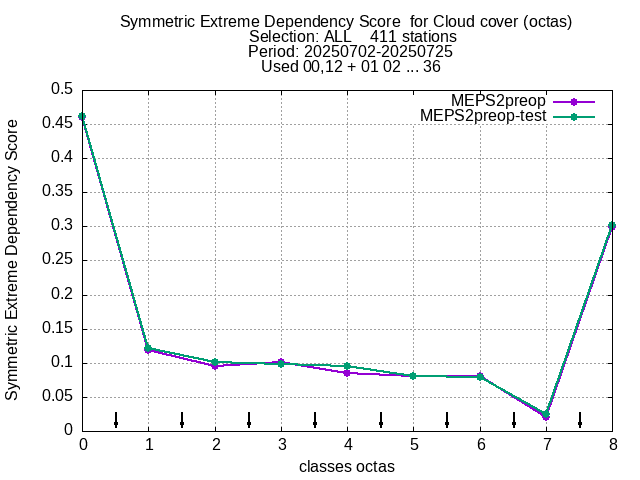 Symmetric Extreme Dependency Score  for Cloud cover (octas)
Selection: ALL    411 stations
Period: 20250702-20250725
Used 00,12 + 01 02 ... 36
MEPS2preop
MEPS2preop-test
Symmetric Extreme Dependency Score
0.5
0.45
0.4
0.35
0.3
0.25
0.2
0.15
0.1
0.05
0
0 1 2 3 4 5 6 7 8
classes octas